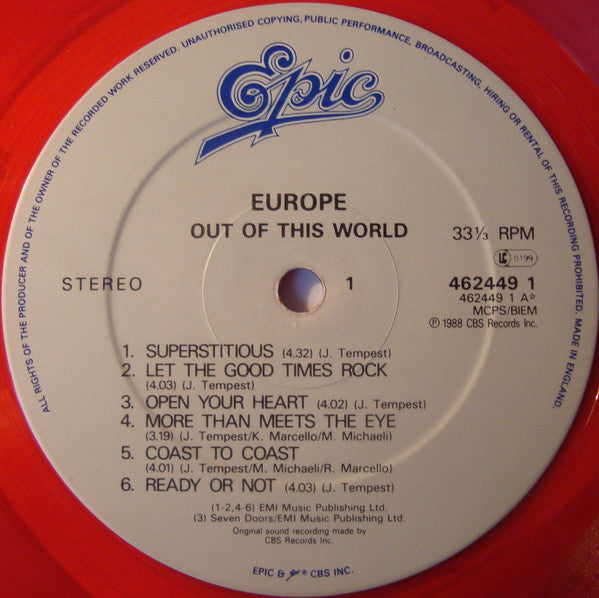 ALL RIGHTS OF THE PRODUCER AND OF THE OWNER OF THE RECORDED WORK RESERVED. UNAUTHORISED COPYING, PUBLIC PERFORMANCE, BROADCASTING, HIRING OR RENTAL OF THIS RECORDING PROHIBITED. MADE IN ENGLAND.
Epic
EUROPE
OUT OF THIS WORLD
33⅓ RPM
LC 0199
STEREO
1
462449 1
462449 1 A☆
MCPS/BIEM
℗ 1988 CBS Records Inc.
1. SUPERSTITIOUS (4.32) (J. Tempest)
2. LET THE GOOD TIMES ROCK
(4.03) (J. Tempest)
3. OPEN YOUR HEART (4.02) (J. Tempest)
4. MORE THAN MEETS THE EYE
(3.19) (J. Tempest/K. Marcello/M. Michaeli)
5. COAST TO COAST
(4.01) (J. Tempest/M. Michaeli/R. Marcello)
6. READY OR NOT (4.03) (J. Tempest)
(1-2,4-6) EMI Music Publishing Ltd.
(3) Seven Doors/EMI Music Publishing Ltd.
Original sound recording made by
CBS Records Inc.
EPIC & ® CBS INC.